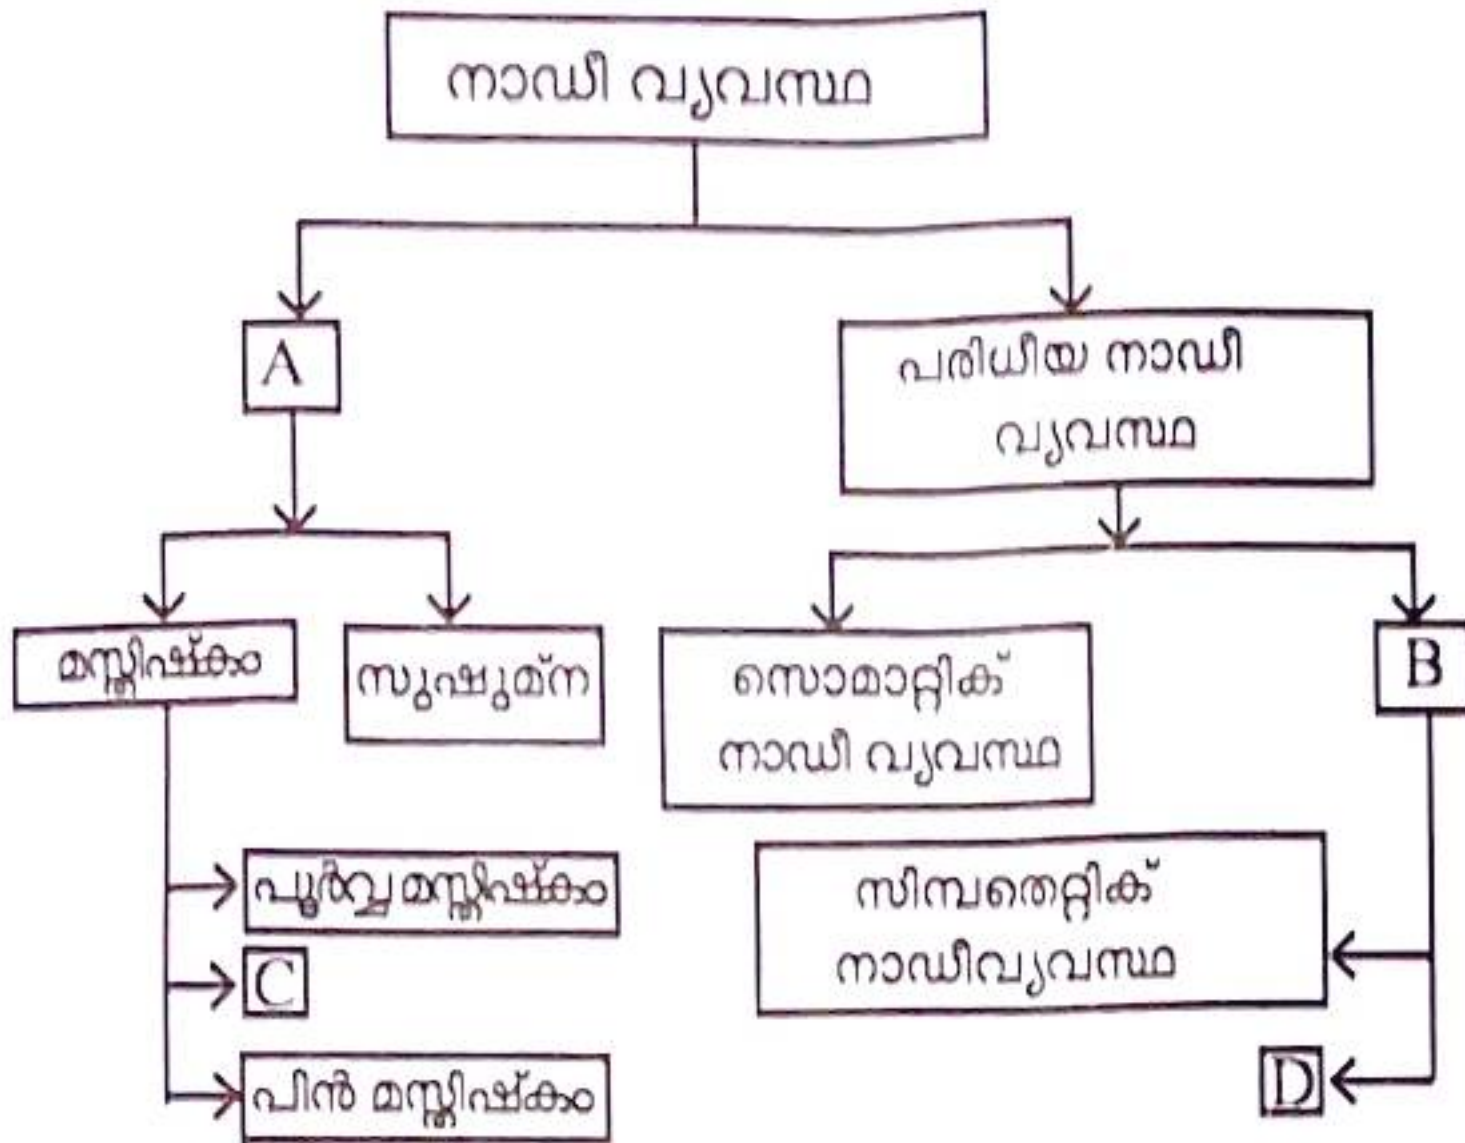 നാഡീ വ്യവസ്ഥ
A
പരിധീയ നാഡീ
വ്യവസ്ഥ
മസ്തിഷ്കം
സുഷുമ്ന
സൊമാറ്റിക്
നാഡീ വ്യവസ്ഥ
B
പൂർവ്വ മസ്തിഷ്കം
C
പിൻ മസ്തിഷ്കം
സിമ്പതെറ്റിക്
നാഡീവ്യവസ്ഥ
D